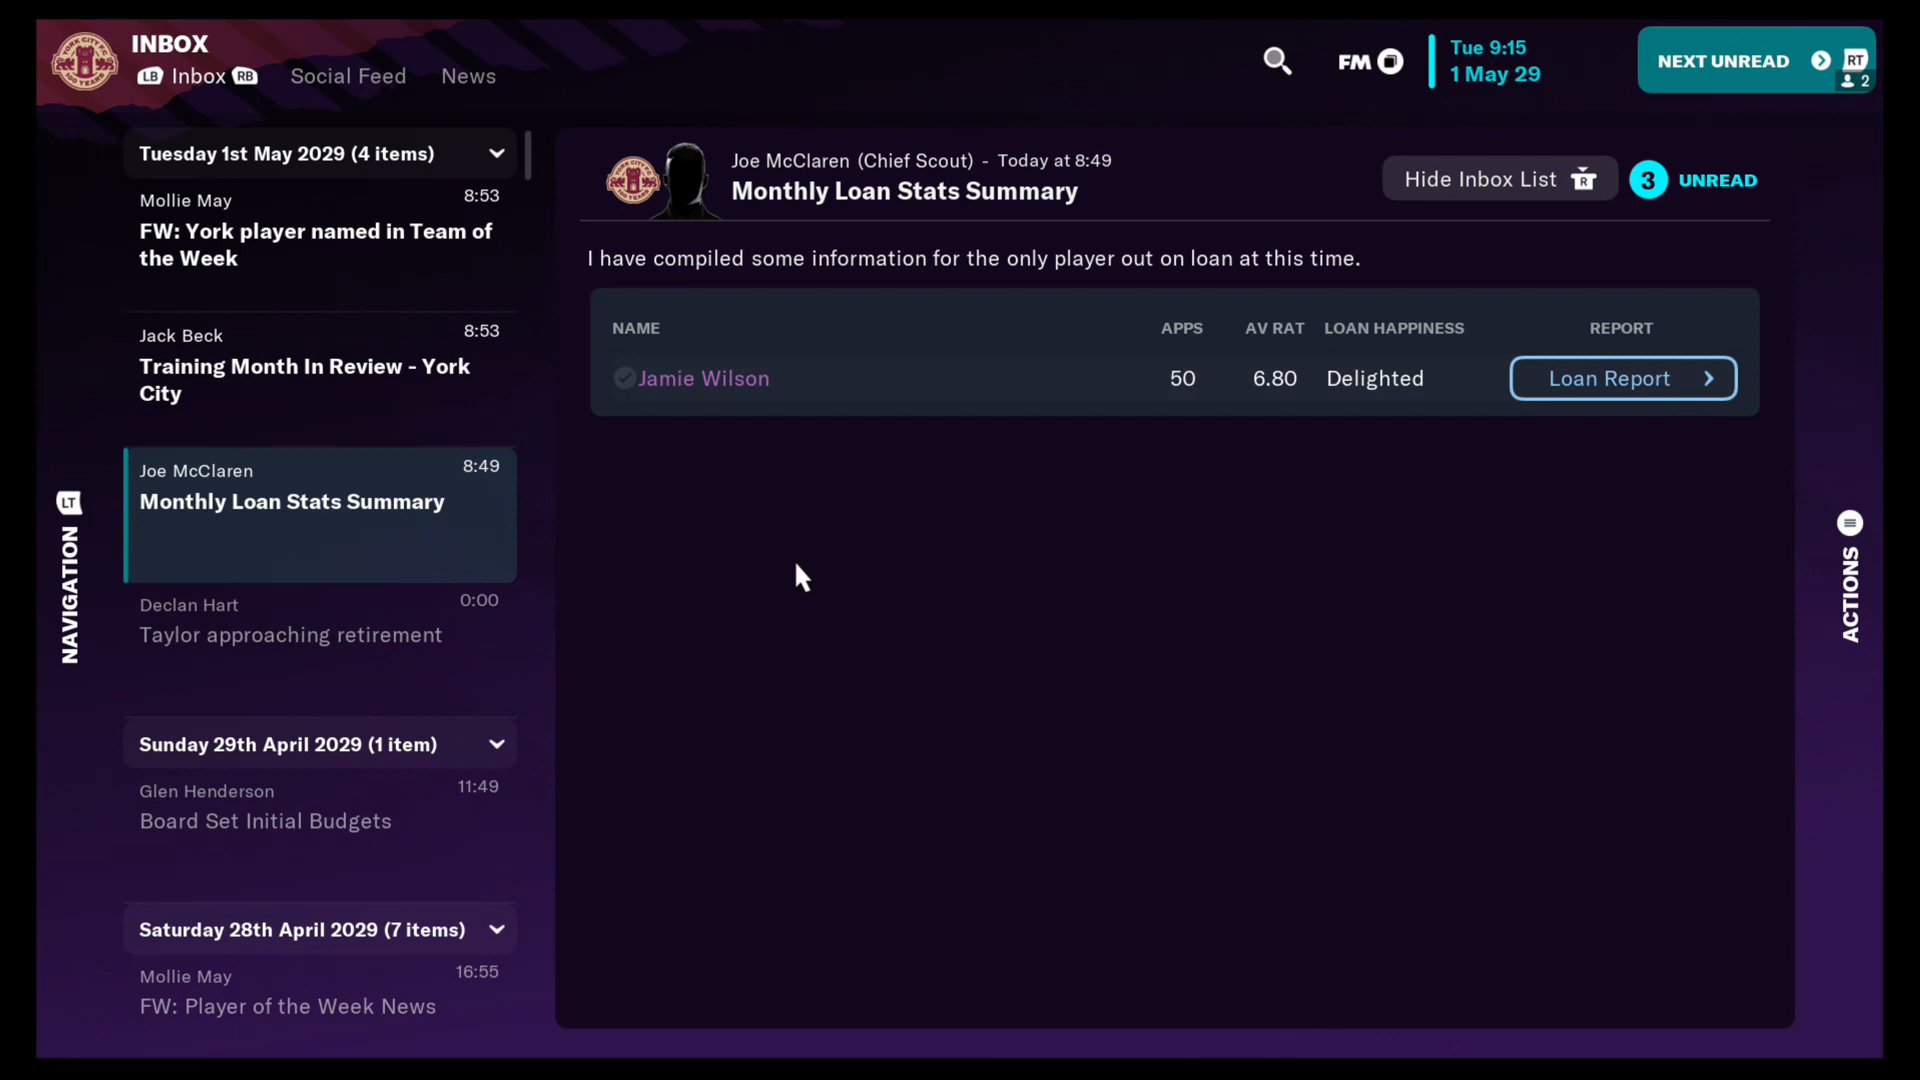 INBOX
LB Inbox RB Social Feed News
FM
Tue 9:15
1 May 29
NEXT UNREAD RT
2
Tuesday 1st May 2029 (4 items)
Mollie May 8:53
FW: York player named in Team of
the Week
Jack Beck 8:53
Training Month In Review - York
City
Joe McClaren 8:49
Monthly Loan Stats Summary
Declan Hart 0:00
Taylor approaching retirement
Sunday 29th April 2029 (1 item)
Glen Henderson 11:49
Board Set Initial Budgets
Saturday 28th April 2029 (7 items)
Mollie May 16:55
FW: Player of the Week News
LT
NAVIGATION
Joe McClaren (Chief Scout) - Today at 8:49
Monthly Loan Stats Summary
Hide Inbox List R 3 UNREAD
I have compiled some information for the only player out on loan at this time.
NAME APPS AV RAT LOAN HAPPINESS REPORT
Jamie Wilson 50 6.80 Delighted Loan Report
ACTIONS